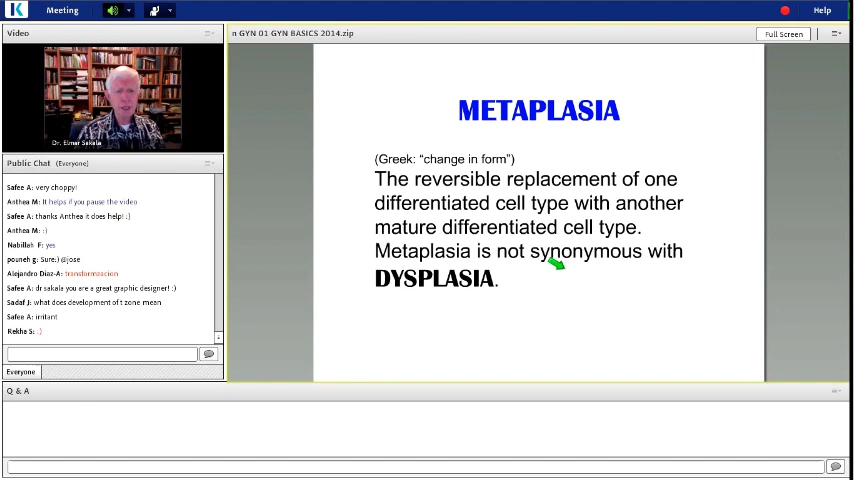 K Meeting Help
Video
Dr. Elmar Sakala
Public Chat (Everyone)
Safee A: very choppy!
Anthea M: It helps if you pause the video
Safee A: thanks Anthea it does help! :)
Anthea M: :)
Nabillah F: yes
pouneh g: Sure:) @jose
Alejandro Diaz-A: transformzacion
Safee A: dr sakala you are a great graphic designer! :)
Sadaf J: what does development of t zone mean
Safee A: irritant
Rekha S: :)
Everyone
n GYN 01 GYN BASICS 2014.zip
Full Screen
METAPLASIA
(Greek: “change in form”)
The reversible replacement of one
differentiated cell type with another
mature differentiated cell type.
Metaplasia is not synonymous with
DYSPLASIA.
Q & A